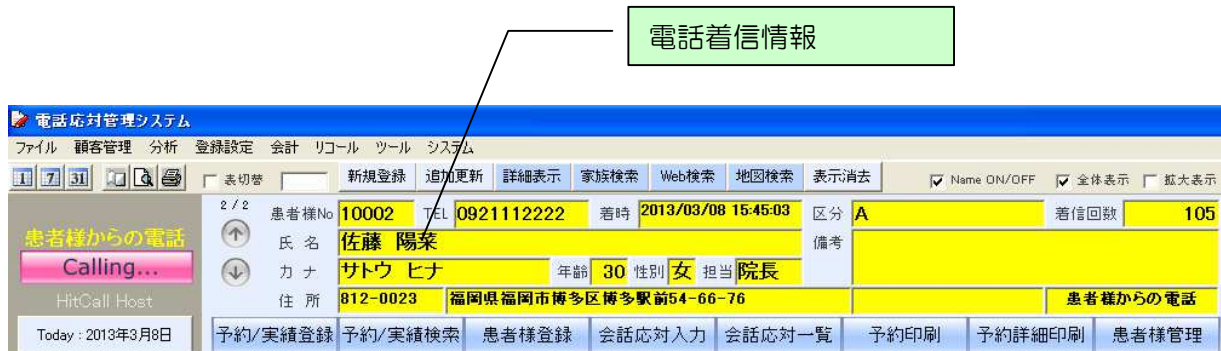 電話着信情報
電話応対管理システム
ファイル 顧客管理 分析 登録設定 会計 リコール ツール システム
1 7 31 表切替 新規登録 追加更新 詳細表示 家族検索 Web検索 地図検索 表示消去 Name ON/OFF 全体表示 拡大表示
2 / 2 患者様No 10002 TEL 0921112222 着時 2013/03/08 15:45:03 区分 A 着信回数 105
患者様からの電話 氏 名 佐藤 陽菜 備考
Calling... カ ナ サトウ ヒナ 年齢 30 性別 女 担当 院長
HitCall Host 住 所 812-0023 福岡県福岡市博多区博多駅前54-66-76 患者様からの電話
Today : 2013年3月8日 予約/実績登録 予約/実績検索 患者様登録 会話応対入力 会話応対一覧 予約印刷 予約詳細印刷 患者様管理